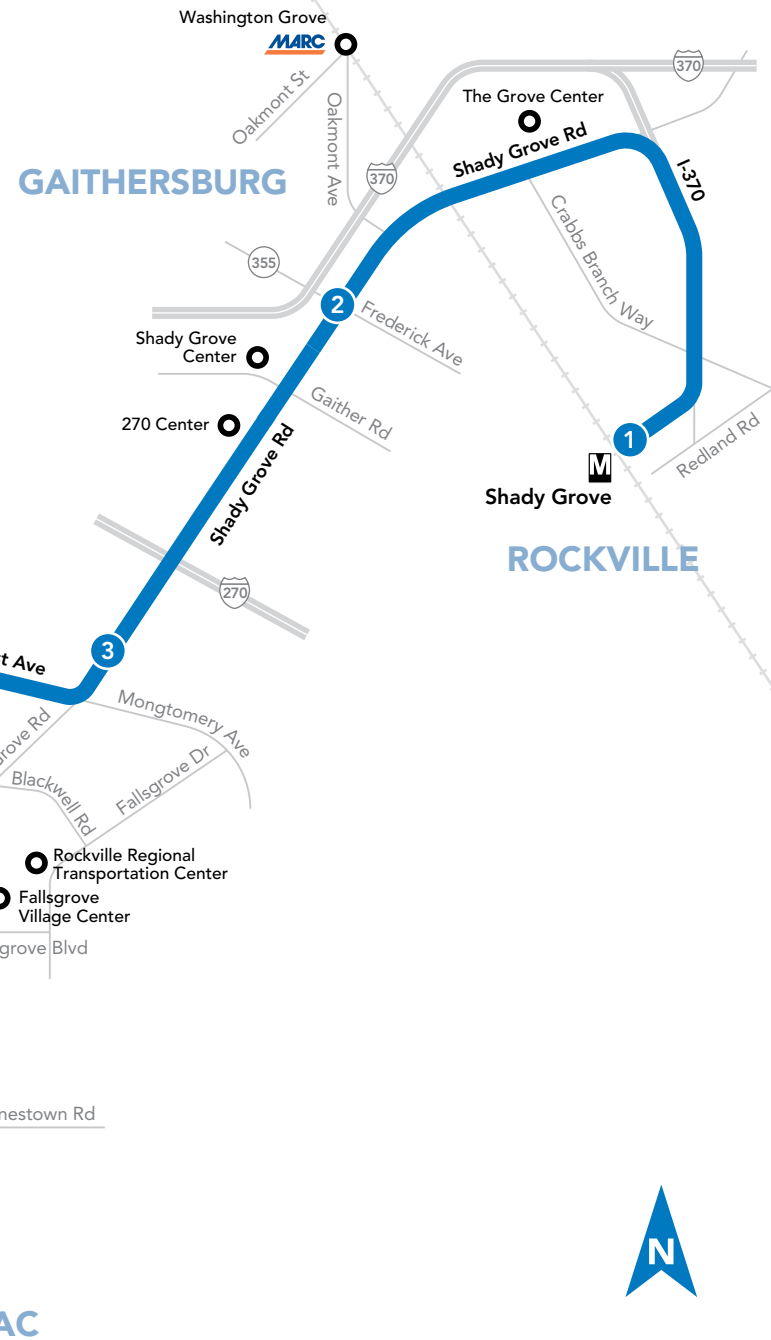 Washington Grove
MARC
Oakmont St
Oakmont Ave
The Grove Center
370
Shady Grove Rd
I-370
GAITHERSBURG
370
Crabbs Branch Way
355
2
Frederick Ave
Shady Grove
Center
Gaither Rd
270 Center
Shady Grove Rd
1
M
Redland Rd
Shady Grove
ROCKVILLE
270
3
t Ave
Mongtomery Ave
grove Rd
Blackwell Rd
Fallsgrove Dr
Rockville Regional
Transportation Center
Fallsgrove
Village Center
grove Blvd
nestown Rd
N
AC